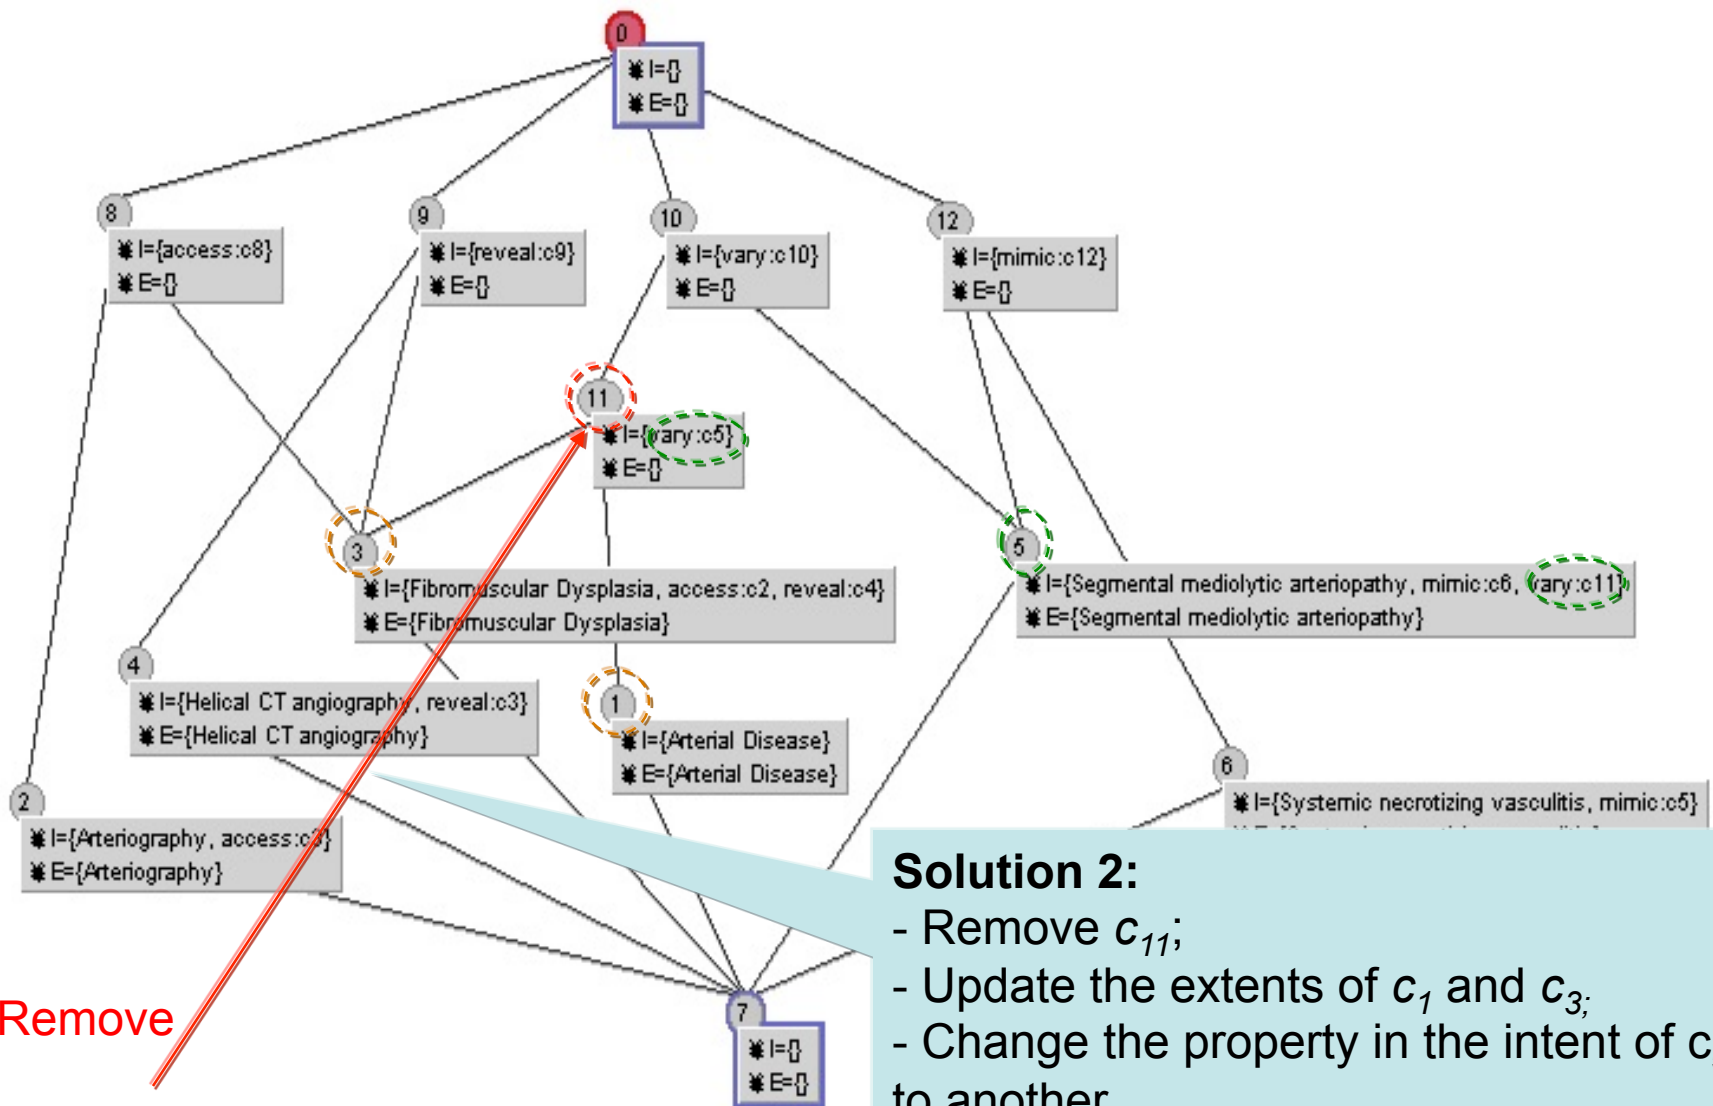 0
I={}
E={}
8
I={access:c8}
E={}
9
I={reveal:c9}
E={}
10
I={vary:c10}
E={}
12
I={mimic:c12}
E={}
11
I={vary:c5}
E={}
3
I={Fibromuscular Dysplasia, access:c2, reveal:c4}
E={Fibromuscular Dysplasia}
5
I={Segmental mediolytic arteriopathy, mimic:c6, vary:c11}
E={Segmental mediolytic arteriopathy}
4
I={Helical CT angiography, reveal:c3}
E={Helical CT angiography}
1
I={Arterial Disease}
E={Arterial Disease}
2
I={Arteriography, access:c3}
E={Arteriography}
6
I={Systemic necrotizing vasculitis, mimic:c5}
7
I={}
E={}
Remove
Solution 2:
- Remove c11;
- Update the extents of c1 and c3;
- Change the property in the intent of
to another